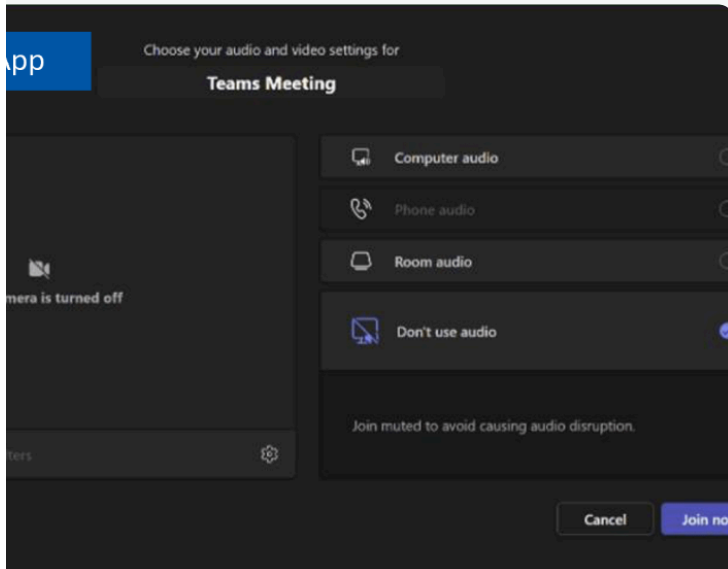 App
Choose your audio and video settings for
Teams Meeting
Computer audio
Phone audio
Room audio
mera is turned off
Don't use audio
Join muted to avoid causing audio disruption.
lters
Cancel
Join no